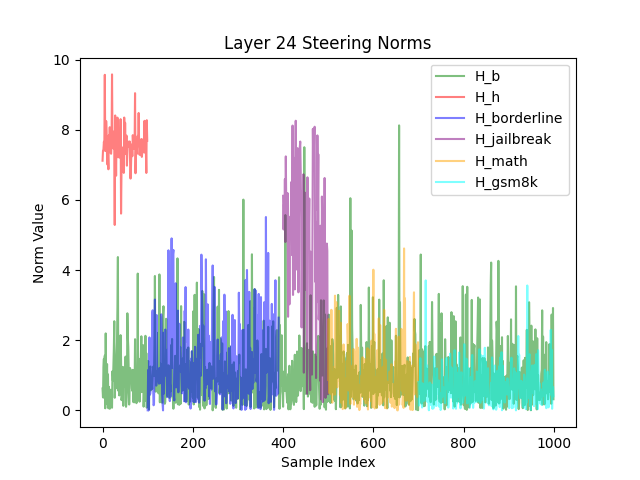 Layer 24 Steering Norms
10
8
6
4
2
0
Norm Value
H_b
H_h
H_borderline
H_jailbreak
H_math
H_gsm8k
0 200 400 600 800 1000
Sample Index